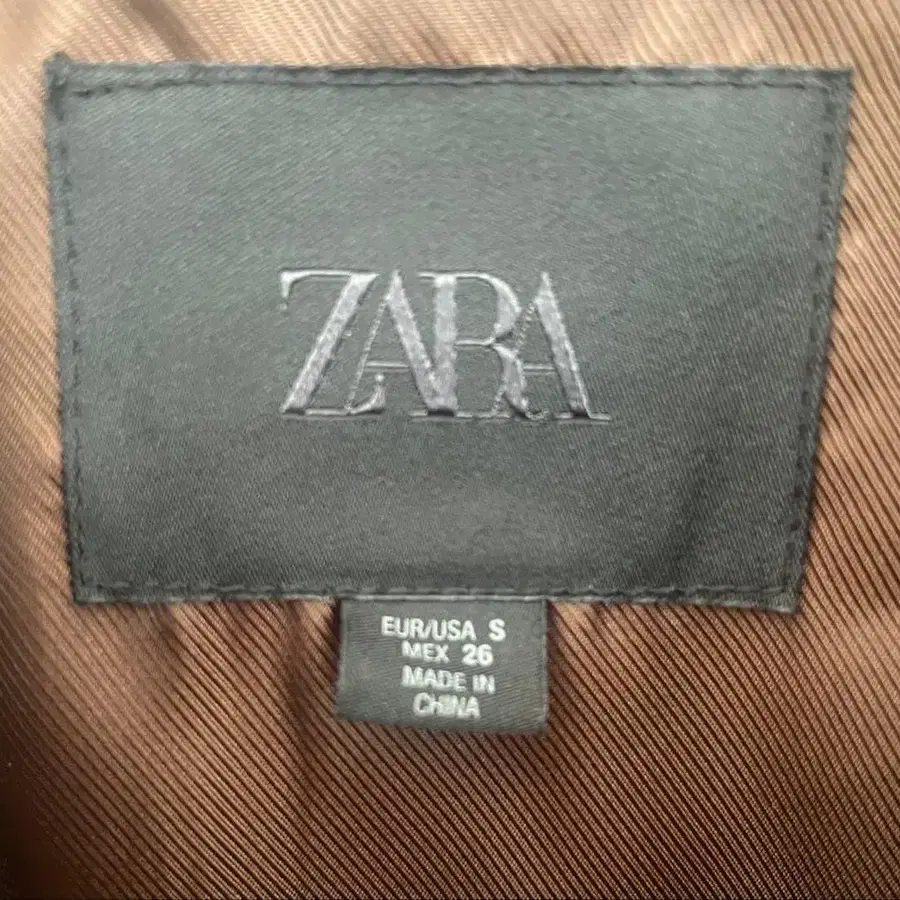 ZARA
EUR/USA S
MEX 26
MADE IN
CHINA